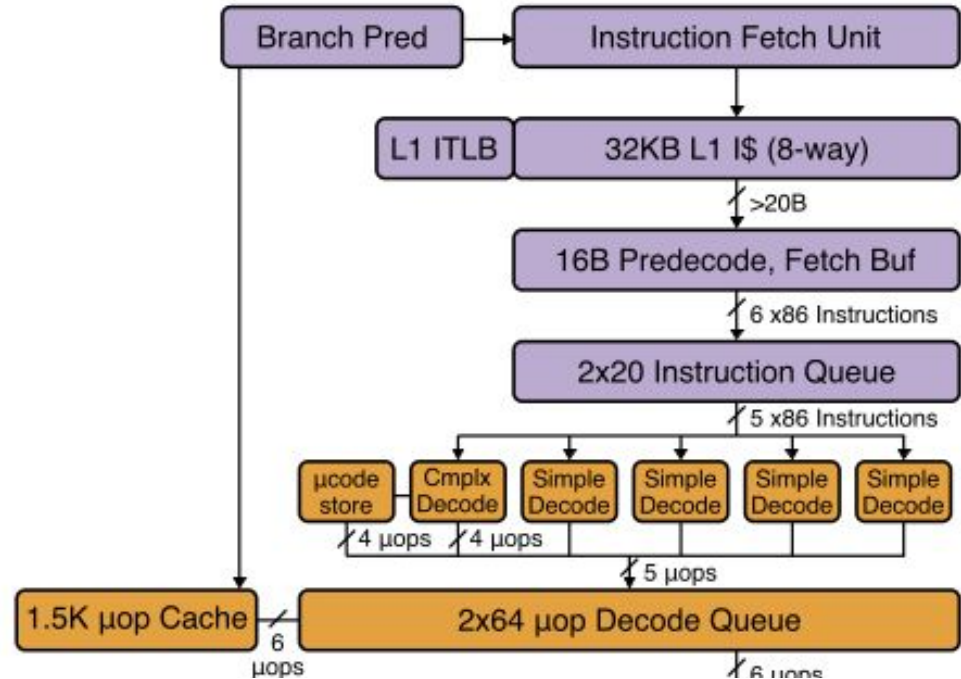 Branch Pred
Instruction Fetch Unit
L1 ITLB
32KB L1 I$ (8-way)
>20B
16B Predecode, Fetch Buf
6 x86 Instructions
2x20 Instruction Queue
5 x86 Instructions
µcode
store
Cmplx
Decode
Simple
Decode
Simple
Decode
Simple
Decode
Simple
Decode
4 µops
4 µops
5 µops
1.5K µop Cache
6
µops
2x64 µop Decode Queue
6 µops